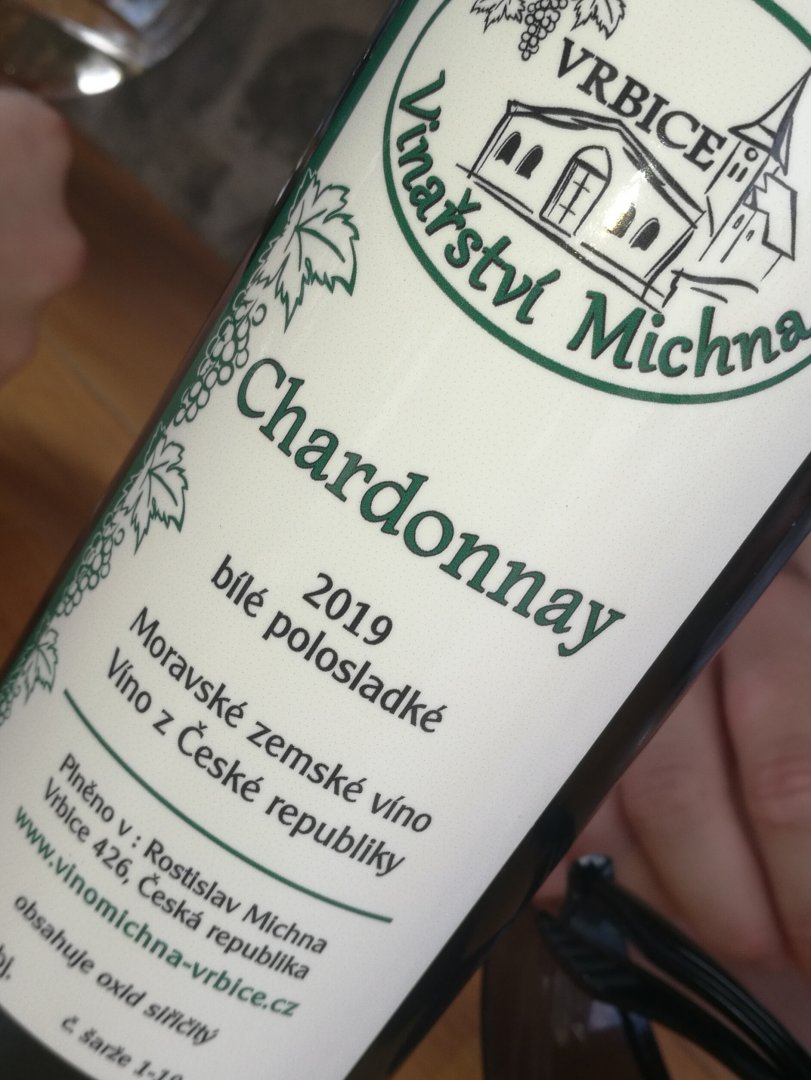 VRBICE
Vinařství Michna
Chardonnay
2019
bílé polosladké
Moravské zemské víno
Víno z České republiky
Plněno v : Rostislav Michna
Vrbice 426, Česká republika
www.vinomichna-vrbice.cz
obsahuje oxid siřičitý
č. šarže